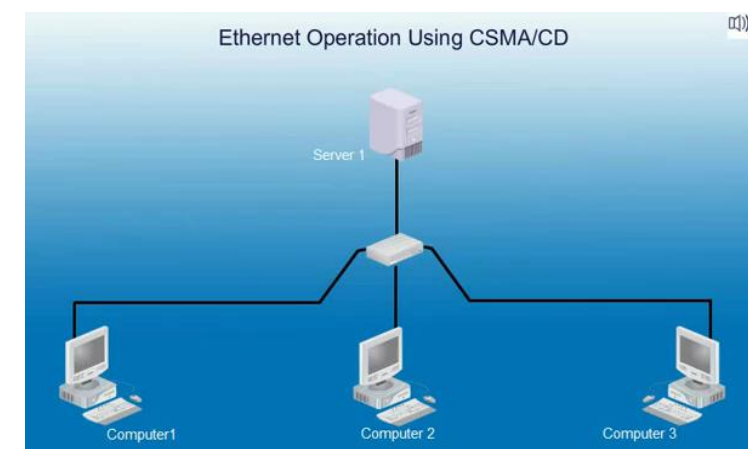 Ethernet Operation Using CSMA/CD
Server 1
Computer1
Computer 2
Computer 3